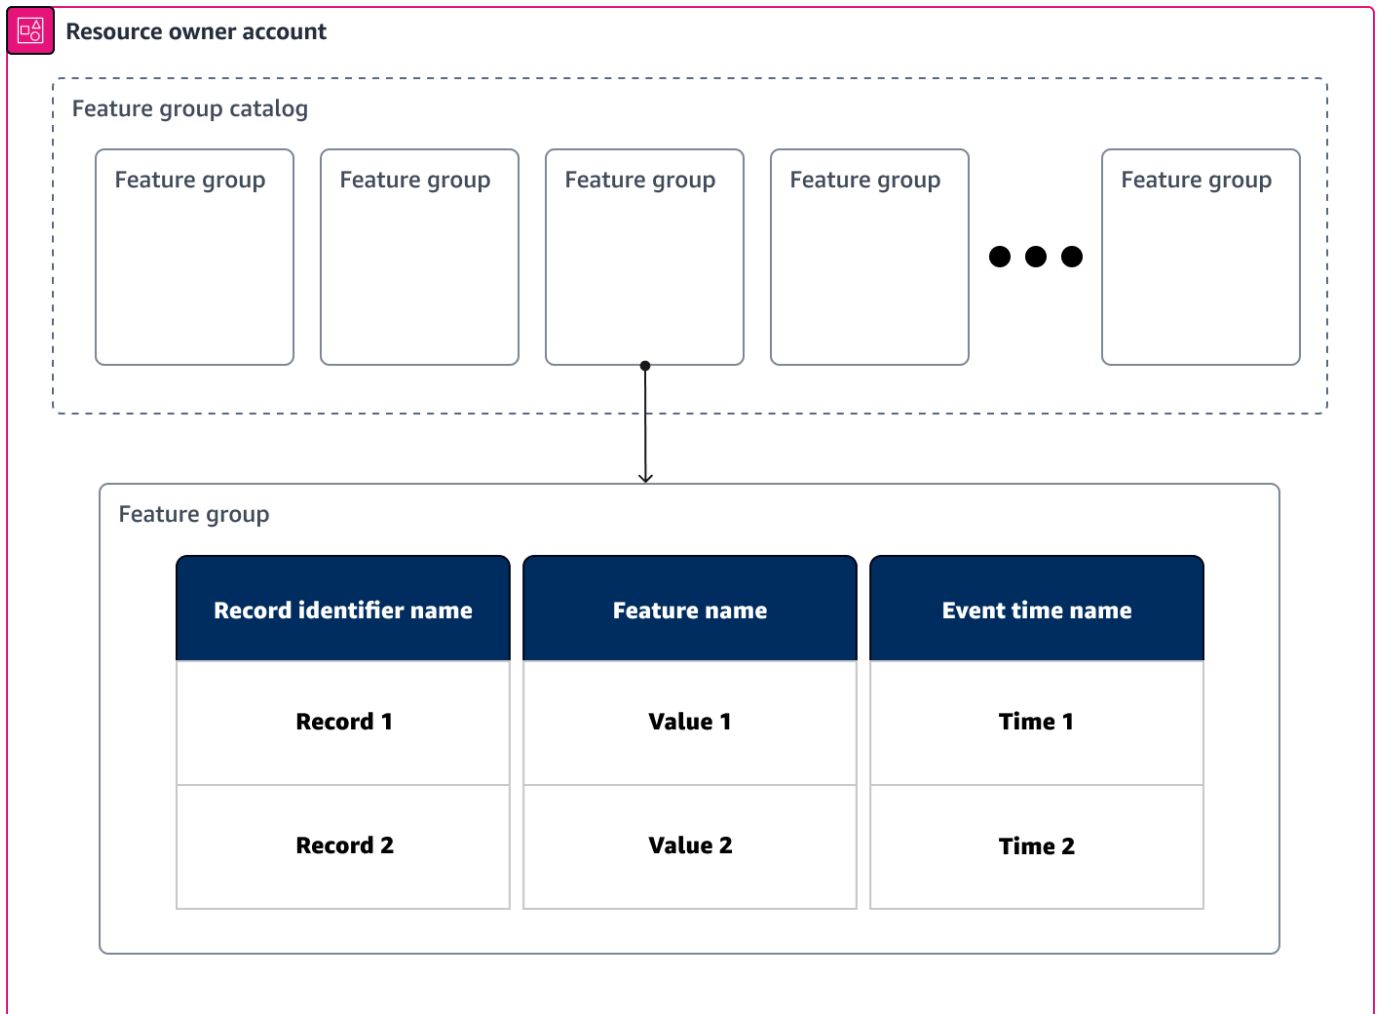 Resource owner account
Feature group catalog
Feature group
Feature group
Feature group
Feature group
Feature group
Feature group
Record identifier name
Feature name
Event time name
Record 1
Value 1
Time 1
Record 2
Value 2
Time 2